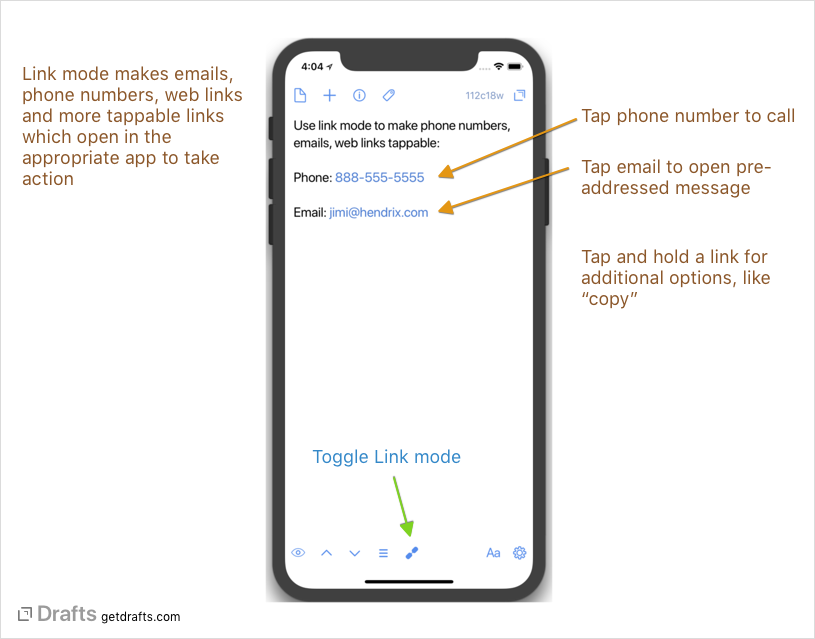 Link mode makes emails,
phone numbers, web links
and more tappable links
which open in the
appropriate app to take
action
4:04
112c18w
Use link mode to make phone numbers,
emails, web links tappable:
Phone: 888-555-5555
Email: jimi@hendrix.com
Tap phone number to call
Tap email to open pre-
addressed message
Tap and hold a link for
additional options, like
“copy”
Toggle Link mode
Aa
Drafts getdrafts.com